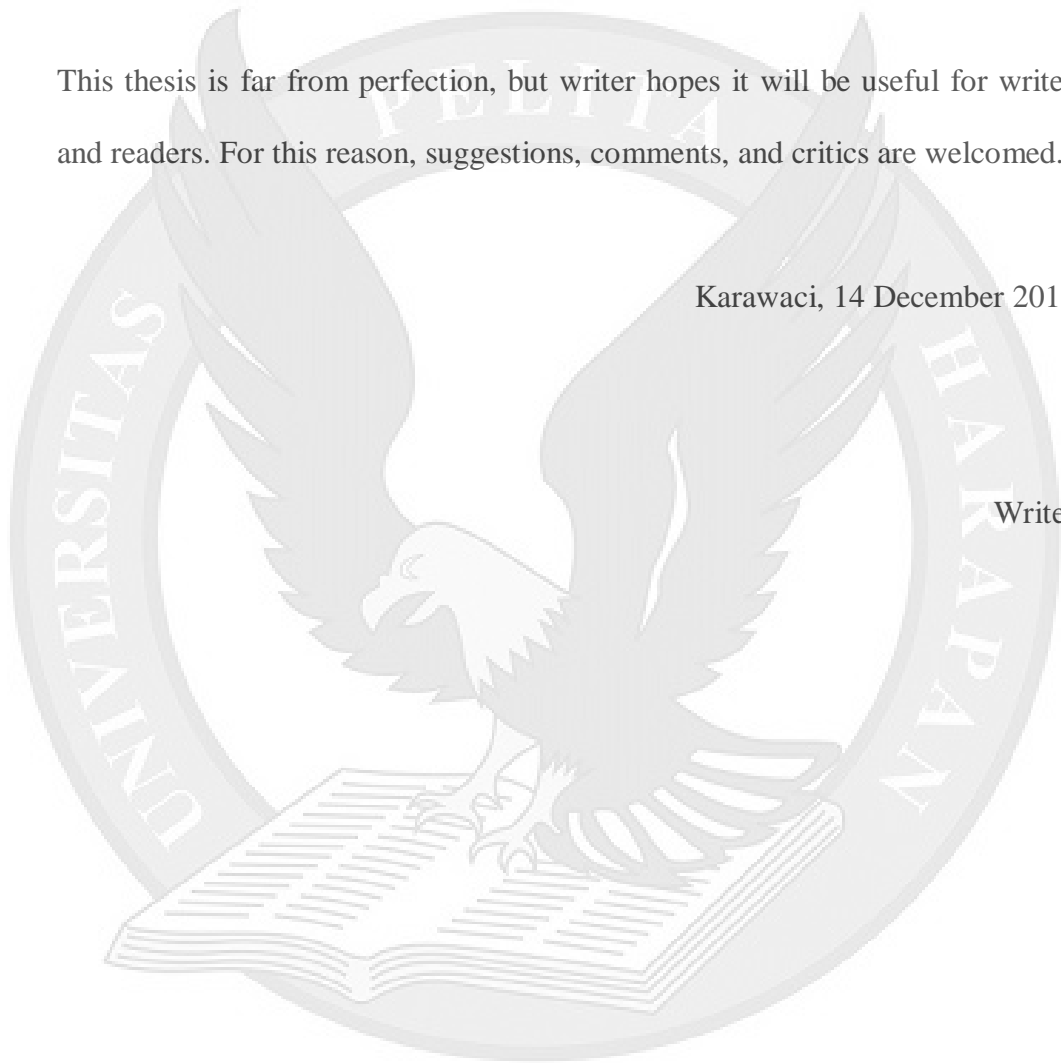 This thesis is far from perfection, but writer hopes it will be useful for write
and readers. For this reason, suggestions, comments, and critics are welcomed.
Karawaci, 14 December 201
Write
UNIVERSITAS PELITA HARAPAN